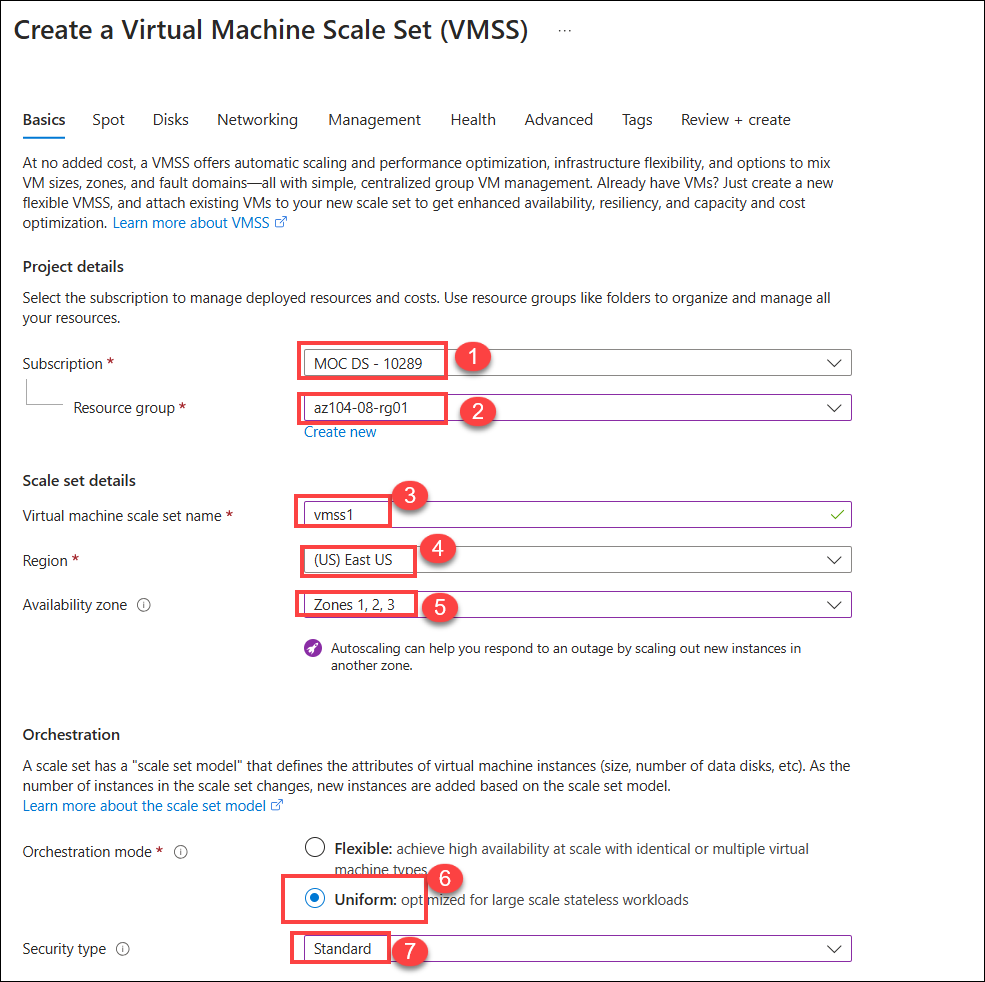 Create a Virtual Machine Scale Set (VMSS) ...
Basics Spot Disks Networking Management Health Advanced Tags Review + create
At no added cost, a VMSS offers automatic scaling and performance optimization, infrastructure flexibility, and options to mix
VM sizes, zones, and fault domains—all with simple, centralized group VM management. Already have VMs? Just create a new
flexible VMSS, and attach existing VMs to your new scale set to get enhanced availability, resiliency, and capacity and cost
optimization. Learn more about VMSS
Project details
Select the subscription to manage deployed resources and costs. Use resource groups like folders to organize and manage all
your resources.
Subscription * MOC DS - 10289 1
Resource group * az104-08-rg01 2
Create new
Scale set details
Virtual machine scale set name * vmss1 3
Region * (US) East US 4
Availability zone Zones 1, 2, 3 5
Autoscaling can help you respond to an outage by scaling out new instances in
another zone.
Orchestration
A scale set has a "scale set model" that defines the attributes of virtual machine instances (size, number of data disks, etc). As the
number of instances in the scale set changes, new instances are added based on the scale set model.
Learn more about the scale set model
Orchestration mode * Flexible: achieve high availability at scale with identical or multiple virtual
machine types 6
Uniform: optimized for large scale stateless workloads
Security type Standard 7